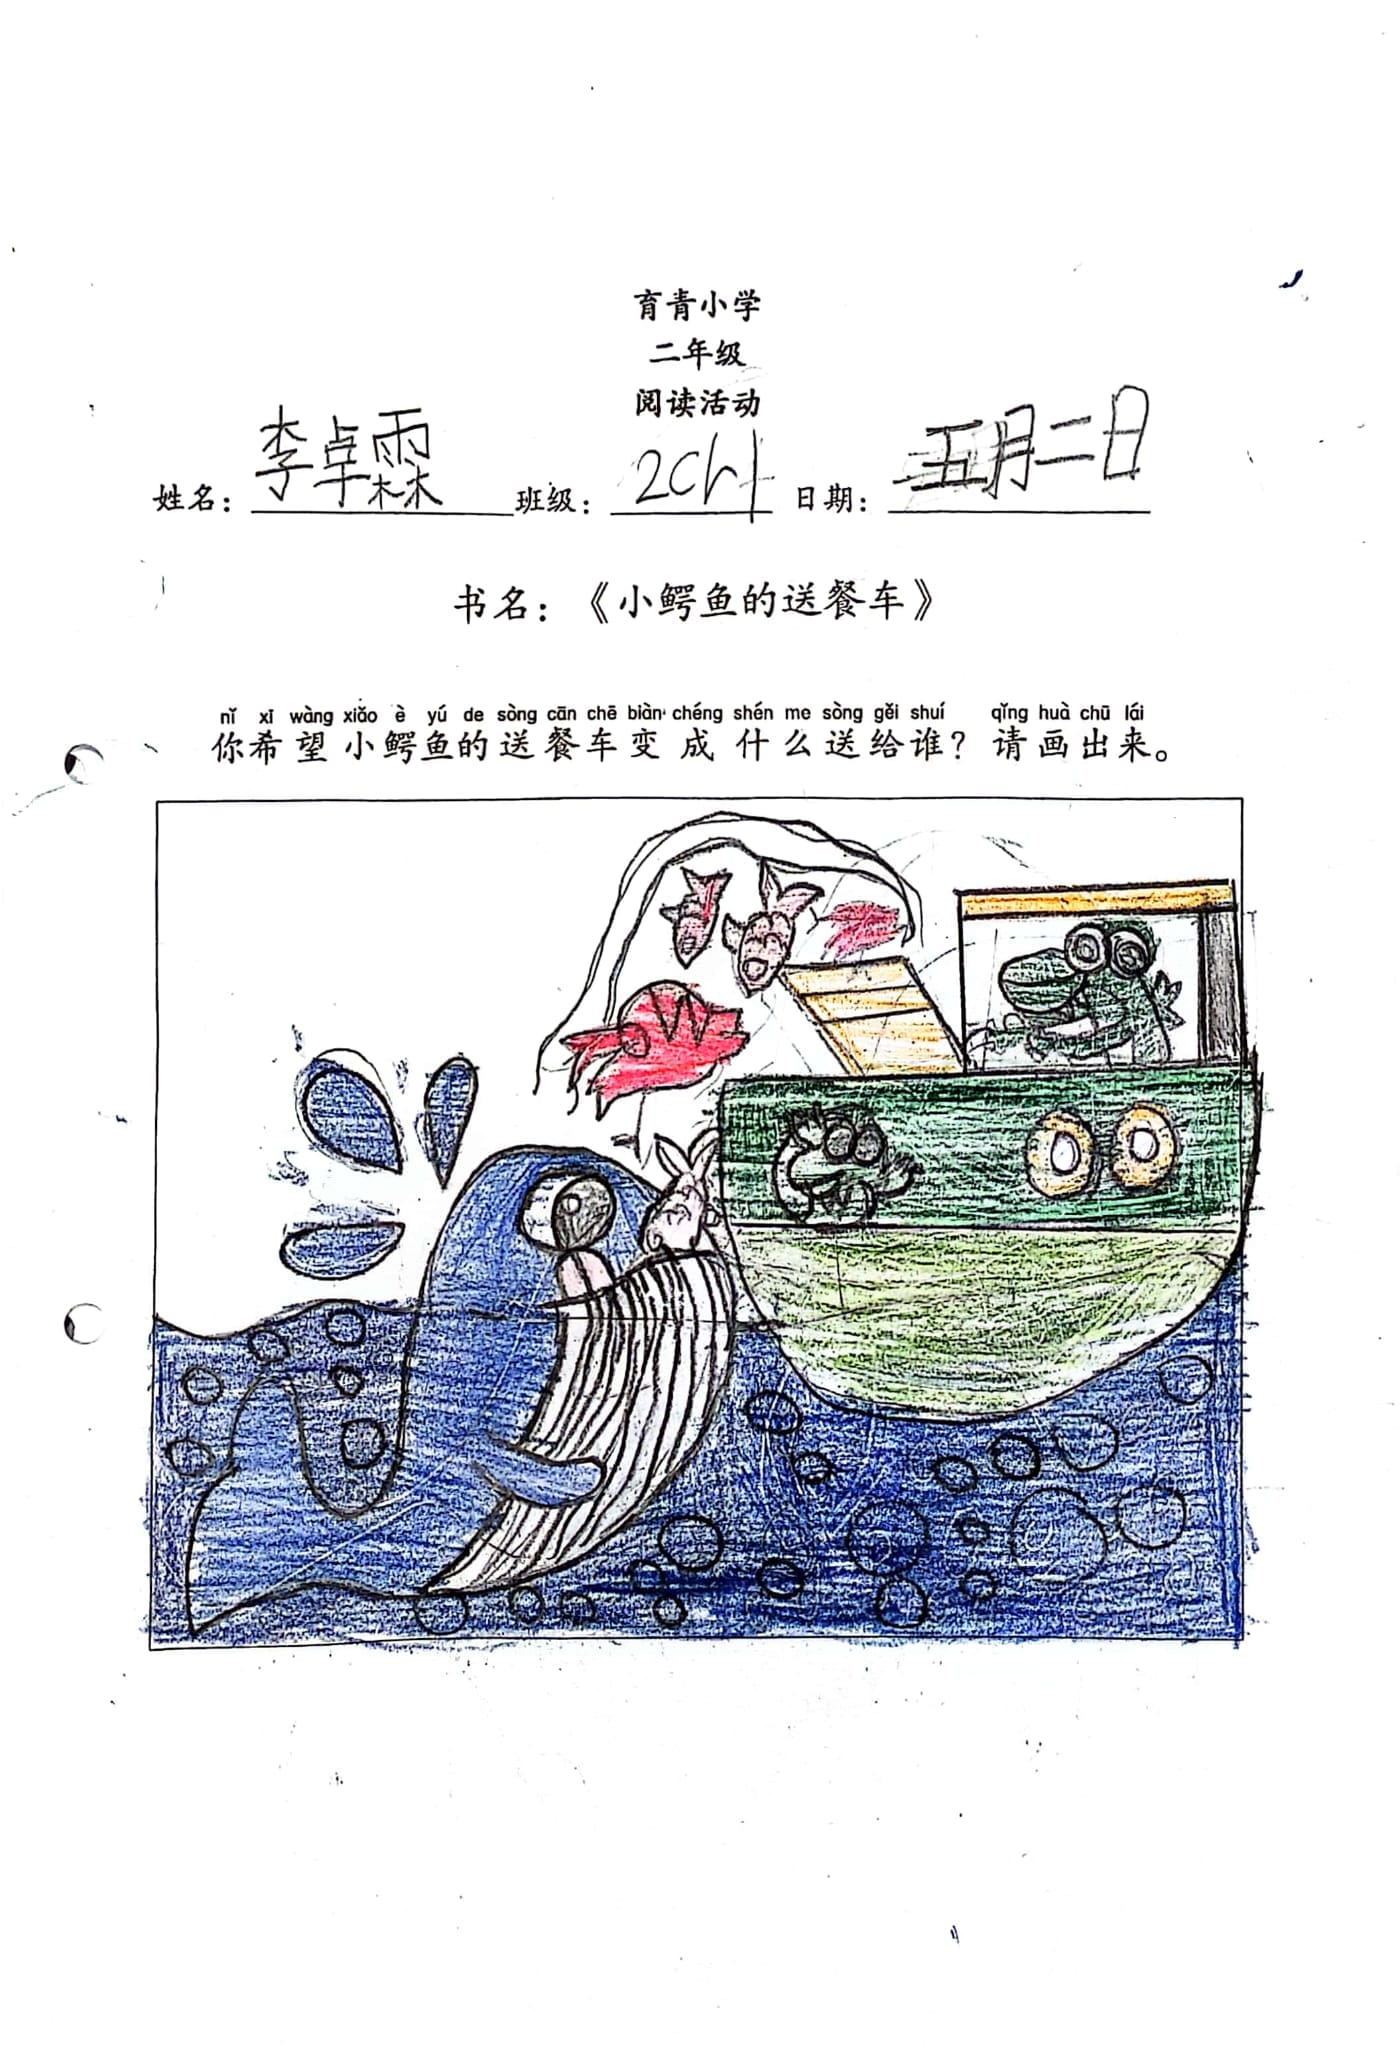 育青小学
二年级
阅读活动
姓名：李卓霖 班级：2CH1 日期：五月二日
书名：《小鳄鱼的送餐车》
nǐ xī wàng xiǎo è yú de sòng cān chē biàn chéng shén me sòng gěi shuí qǐng huà chū lái
你希望小鳄鱼的送餐车变成什么送给谁？请画出来。